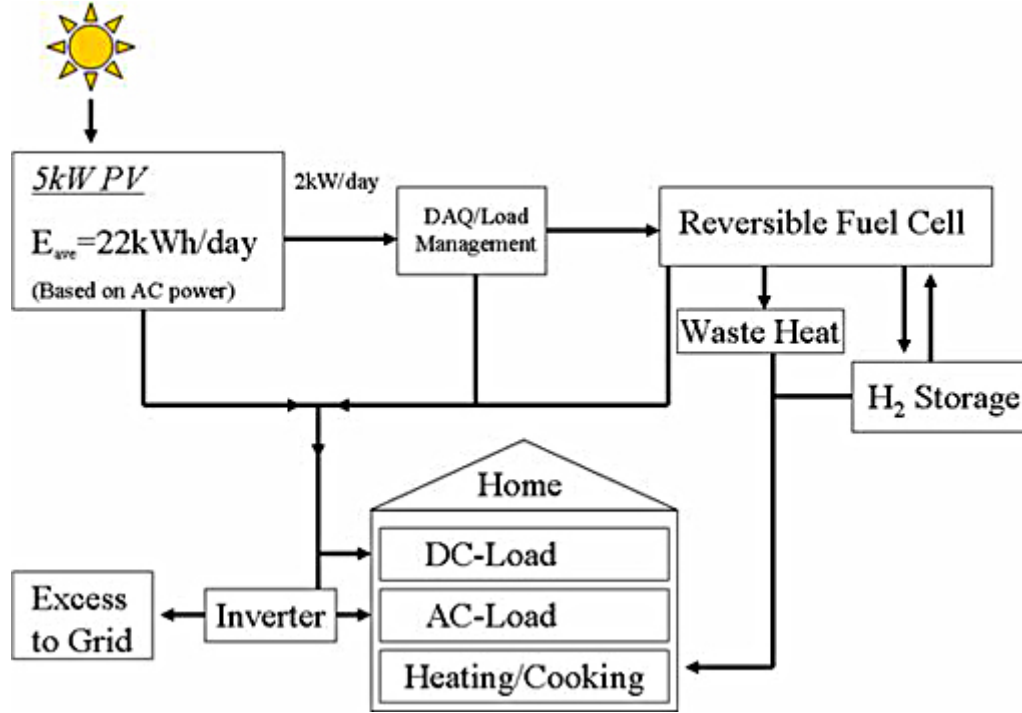 5kW PV
E_ave=22kWh/day
(Based on AC power)
2kW/day
DAQ/Load
Management
Reversible Fuel Cell
Waste Heat
H₂ Storage
Home
DC-Load
AC-Load
Heating/Cooking
Inverter
Excess
to Grid